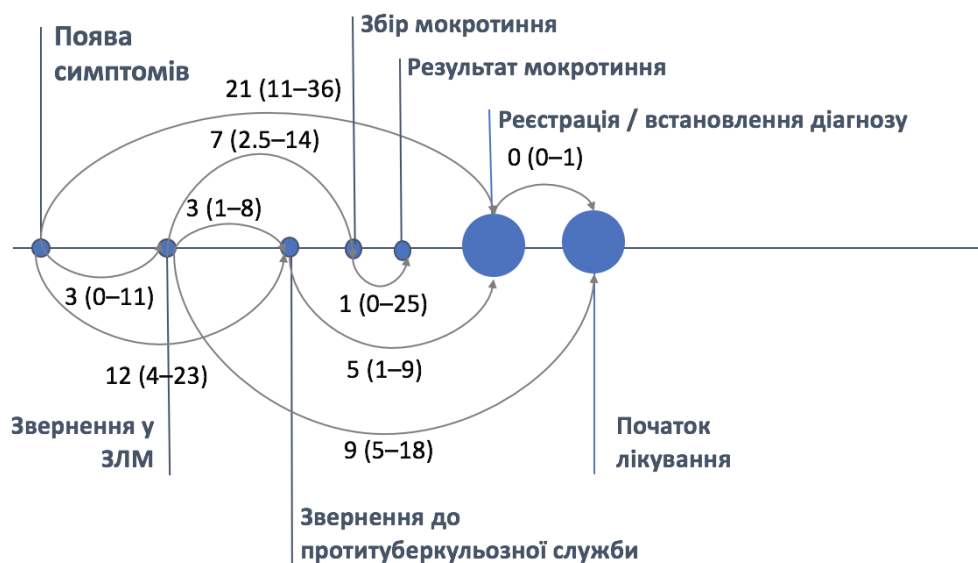 Поява
симптомів
Збір мокротиння
Результат мокротиння
21 (11–36)
Реєстрація / встановлення діагнозу
7 (2.5–14)
0 (0–1)
3 (1–8)
3 (0–11)
1 (0–25)
12 (4–23)
5 (1–9)
Звернення у
ЗЛМ
9 (5–18)
Початок
лікування
Звернення до
протитуберкульозної служби